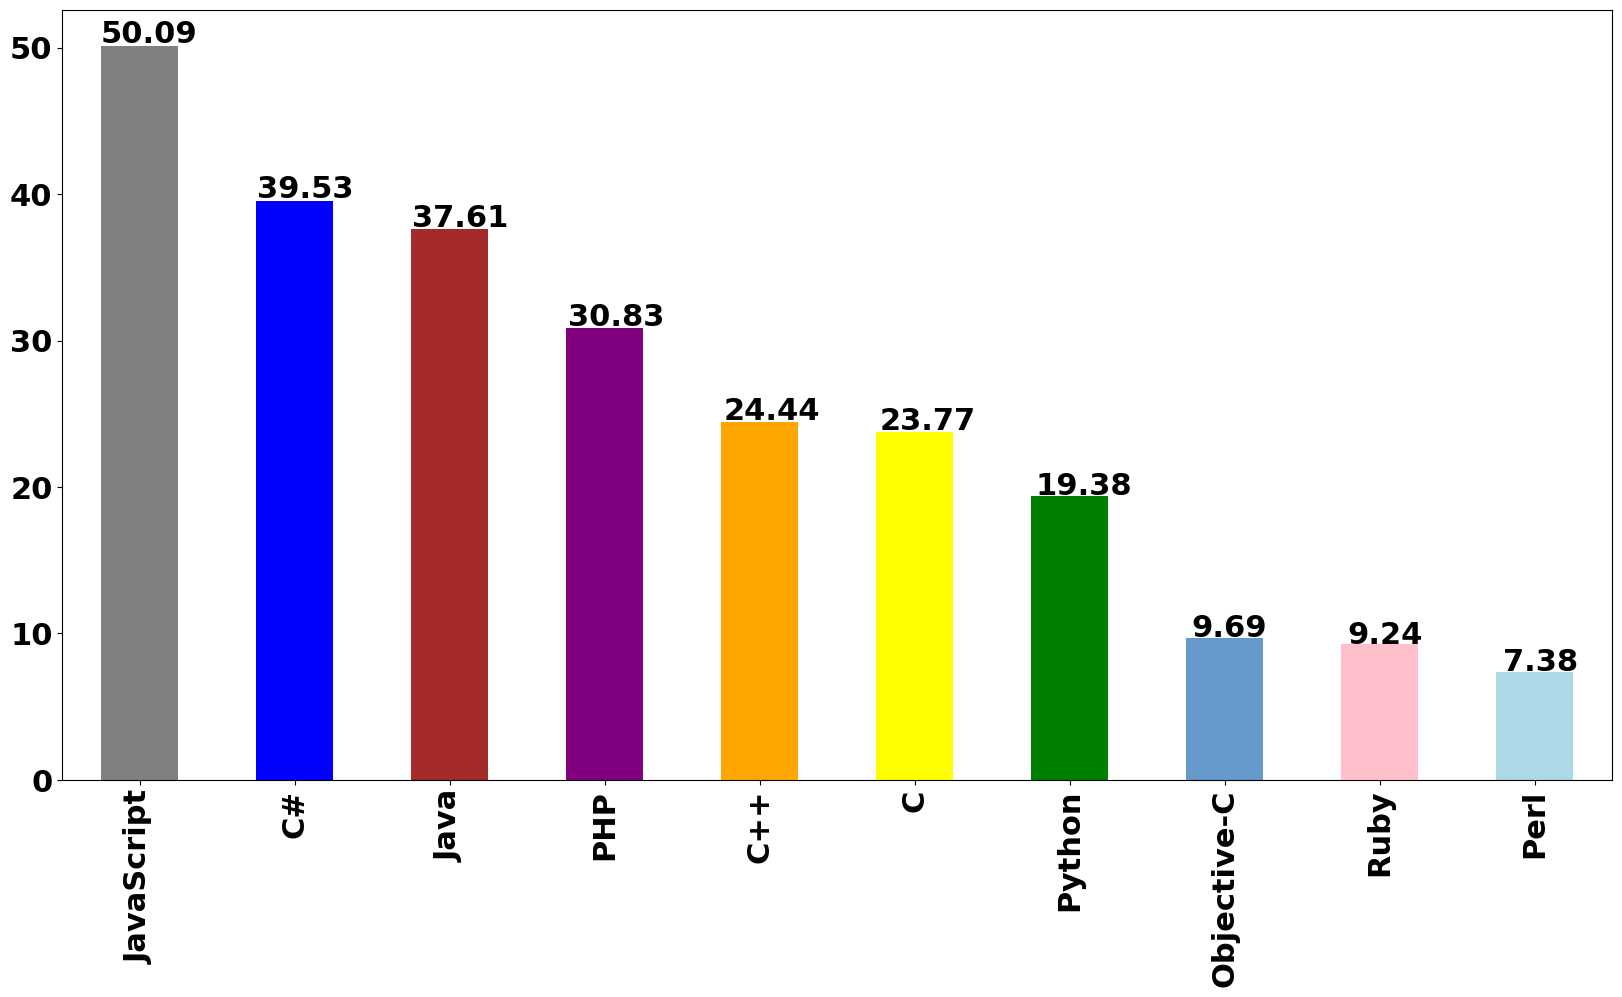 50.09
50
39.53
40
37.61
30.83
30
24.44
23.77
20
19.38
10
9.69
9.24
7.38
0
JavaScript
C#
Java
PHP
C++
C
Python
Objective-C
Ruby
Perl